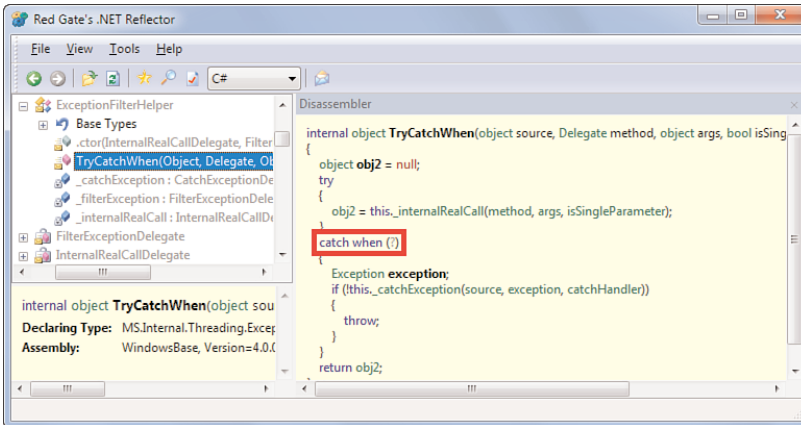 Red Gate's .NET Reflector
File View Tools Help
C#
ExceptionFilterHelper
Base Types
.ctor(InternalRealCallDelegate, Filter
TryCatchWhen(Object, Delegate, Ob
_catchException : CatchExceptionDe
_filterException : FilterExceptionDele
_internalRealCall : InternalRealCallDe
FilterExceptionDelegate
InternalRealCallDelegate
internal object TryCatchWhen(object sou
Declaring Type: MS.Internal.Threading.Excep
Assembly: WindowsBase, Version=4.0.0
Disassembler
internal object TryCatchWhen(object source, Delegate method, object args, bool isSing
{
object obj2 = null;
try
{
obj2 = this._internalRealCall(method, args, isSingleParameter);
}
catch when (?)
{
Exception exception;
if (!this._catchException(source, exception, catchHandler))
{
throw;
}
}
return obj2;